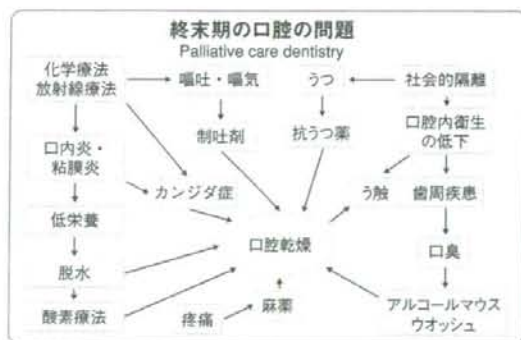 終末期の口腔の問題
Palliative care dentistry
化学療法
放射線療法
嘔吐・嘔気
うつ
社会的隔離
制吐剤
抗うつ薬
口腔内衛生
の低下
口内炎・
粘膜炎
カンジダ症
う触
歯周疾患
低栄養
口腔乾燥
口臭
脱水
酸素療法
疼痛
麻薬
アルコールマウス
ウオッシュ